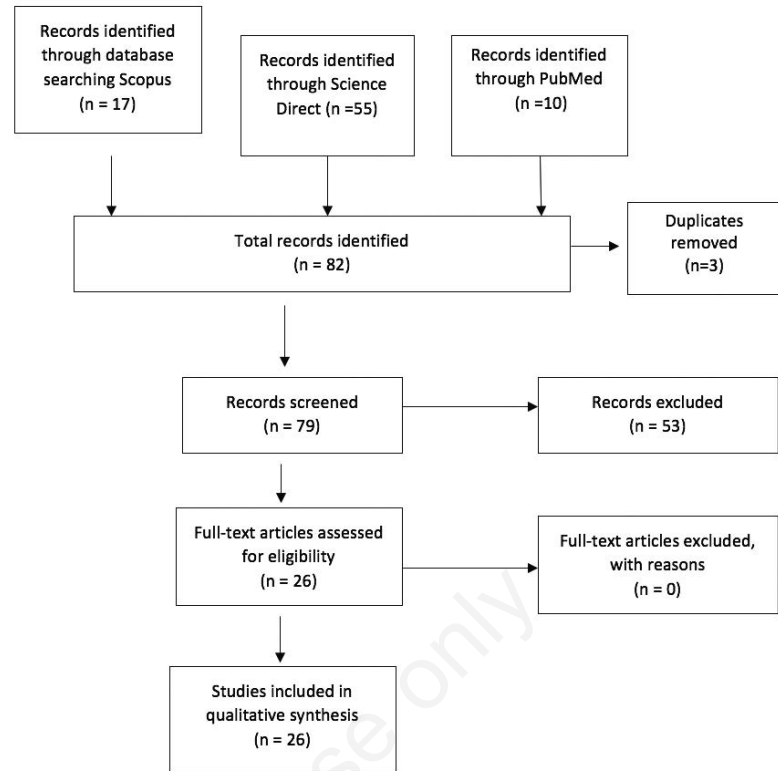 Records identified
through database
searching Scopus
(n = 17)
Records identified
through Science
Direct (n =55)
Records identified
through PubMed
(n =10)
Total records identified
(n = 82)
Duplicates
removed
(n=3)
Records screened
(n = 79)
Records excluded
(n = 53)
Full-text articles assessed
for eligibility
(n = 26)
Full-text articles excluded,
with reasons
(n = 0)
Studies included in
qualitative synthesis
(n = 26)
se only